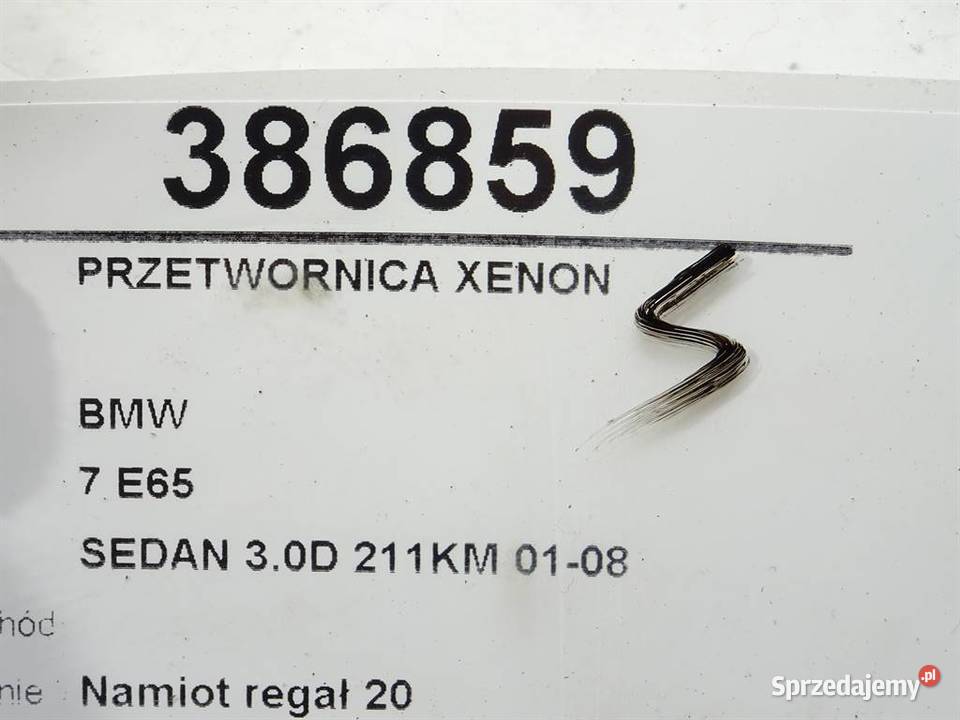 386859
PRZETWORNICA XENON
S
BMW
7 E65
SEDAN 3.0D 211KM 01-08
hód
nie Namiot regał 20
Sprzedajemy.pl